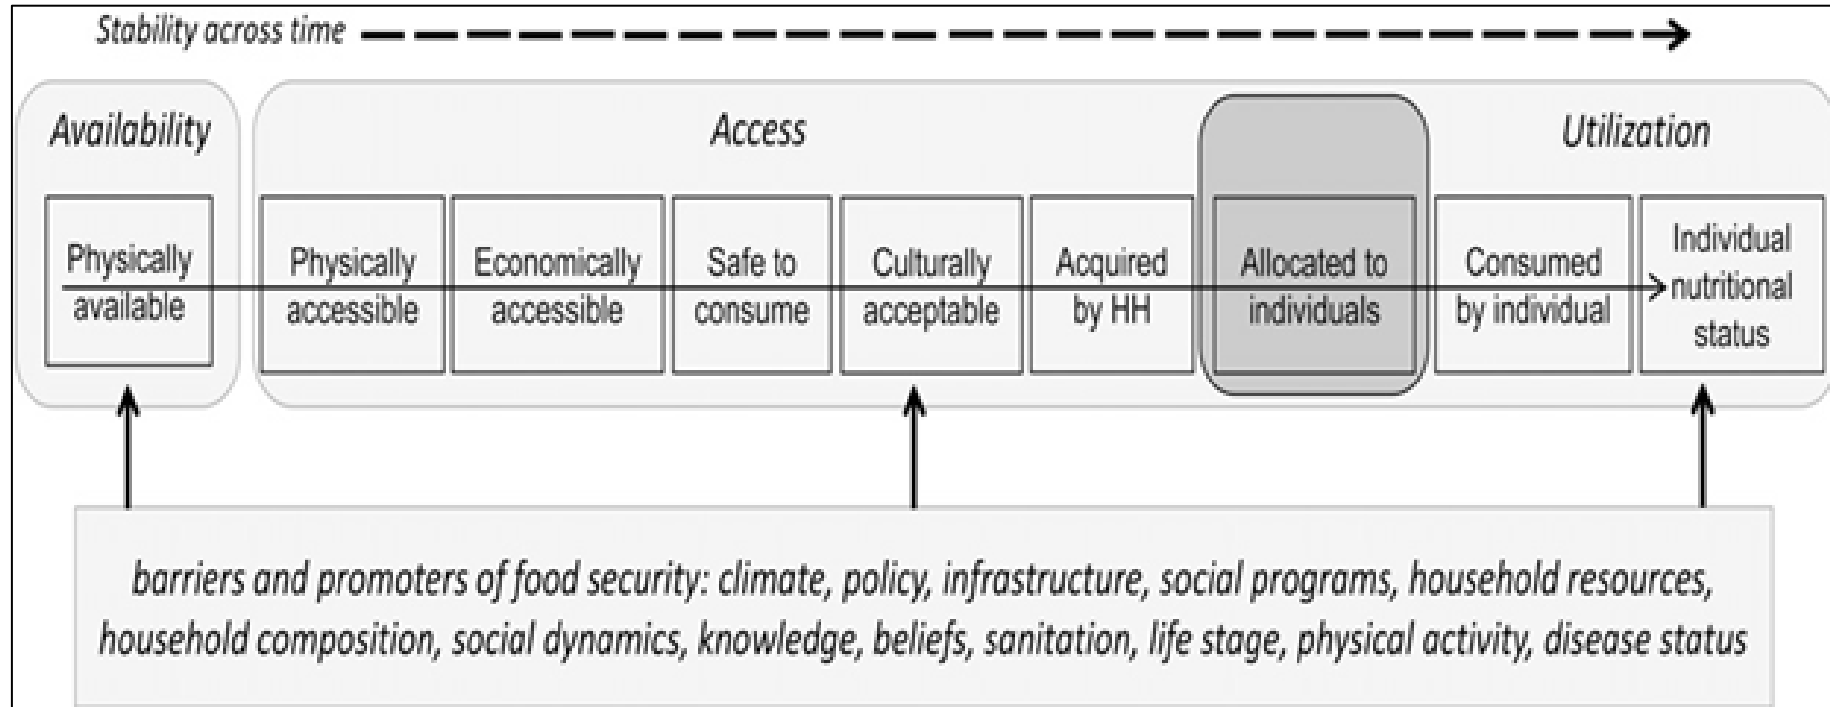 Stability across time
Availability
Access
Utilization
Physically
available
Physically
accessible
Economically
accessible
Safe to
consume
Culturally
acceptable
Acquired
by HH
Allocated to
individuals
Consumed
by individual
Individual
nutritional
status
barriers and promoters of food security: climate, policy, infrastructure, social programs, household resources,
household composition, social dynamics, knowledge, beliefs, sanitation, life stage, physical activity, disease status